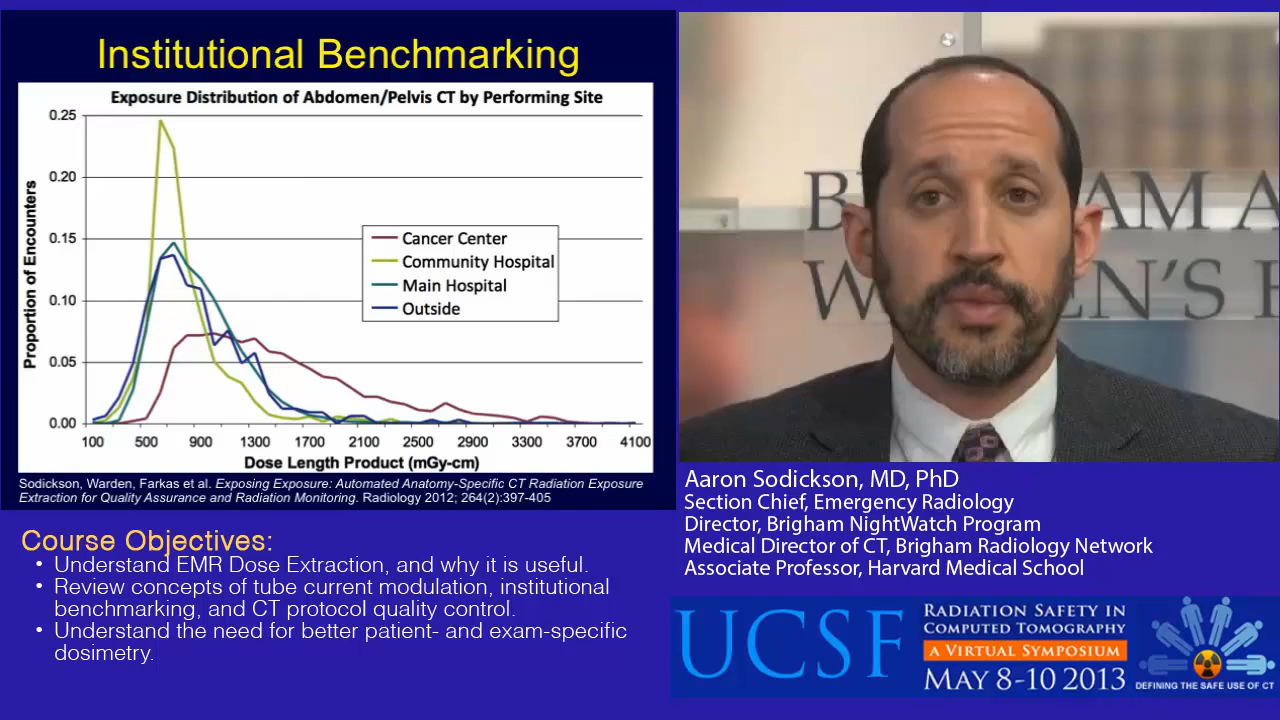 Institutional Benchmarking
Exposure Distribution of Abdomen/Pelvis CT by Performing Site
0.25
0.20
0.15
0.10
0.05
0.00
Proportion of Encounters
Cancer Center
Community Hospital
Main Hospital
Outside
100 500 900 1300 1700 2100 2500 2900 3300 3700 4100
Dose Length Product (mGy-cm)
Sodickson, Warden, Farkas et al. Exposing Exposure: Automated Anatomy-Specific CT Radiation Exposure
Extraction for Quality Assurance and Radiation Monitoring. Radiology 2012; 264(2):397-405
Course Objectives:
• Understand EMR Dose Extraction, and why it is useful.
• Review concepts of tube current modulation, institutional
benchmarking, and CT protocol quality control.
• Understand the need for better patient- and exam-specific
dosimetry.
Aaron Sodickson, MD, PhD
Section Chief, Emergency Radiology
Director, Brigham NightWatch Program
Medical Director of CT, Brigham Radiology Network
Associate Professor, Harvard Medical School
UCSF
RADIATION SAFETY IN
COMPUTED TOMOGRAPHY
A VIRTUAL SYMPOSIUM
MAY 8-10 2013
DEFINING THE SAFE USE OF CT